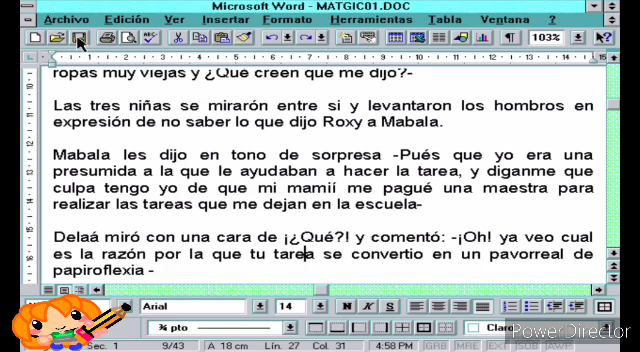 Microsoft Word - MATGIC01.DOC
Archivo Edición Ver Insertar Formato Herramientas Tabla Ventana ?
103%
ropas muy viejas y ¿Qué creen que me dijo?-
Las tres niñas se mirarón entre si y levantaron los hombros en
expresión de no saber lo que dijo Roxy a Mabala.
Mabala les dijo en tono de sorpresa -Pués que yo era una
presumida a la que le ayudaban a hacer la tarea, y diganme que
culpa tengo yo de que mi mamií me pagué una maestra para
realizar las tareas que me dejan en la escuela-
Delaá miró con una cara de ¡¿Qué?! y comentó: -¡Oh! ya veo cual
es la razón por la que tu tarea se convertio en un pavorreal de
papiroflexia -
Arial 14 N K S
¾ pto Claro
PowerDirector
Sec. 1 9/43 A 18 cm Lín. 27 Col. 31 4:58 PM GRB MRK EXT SOB AWP